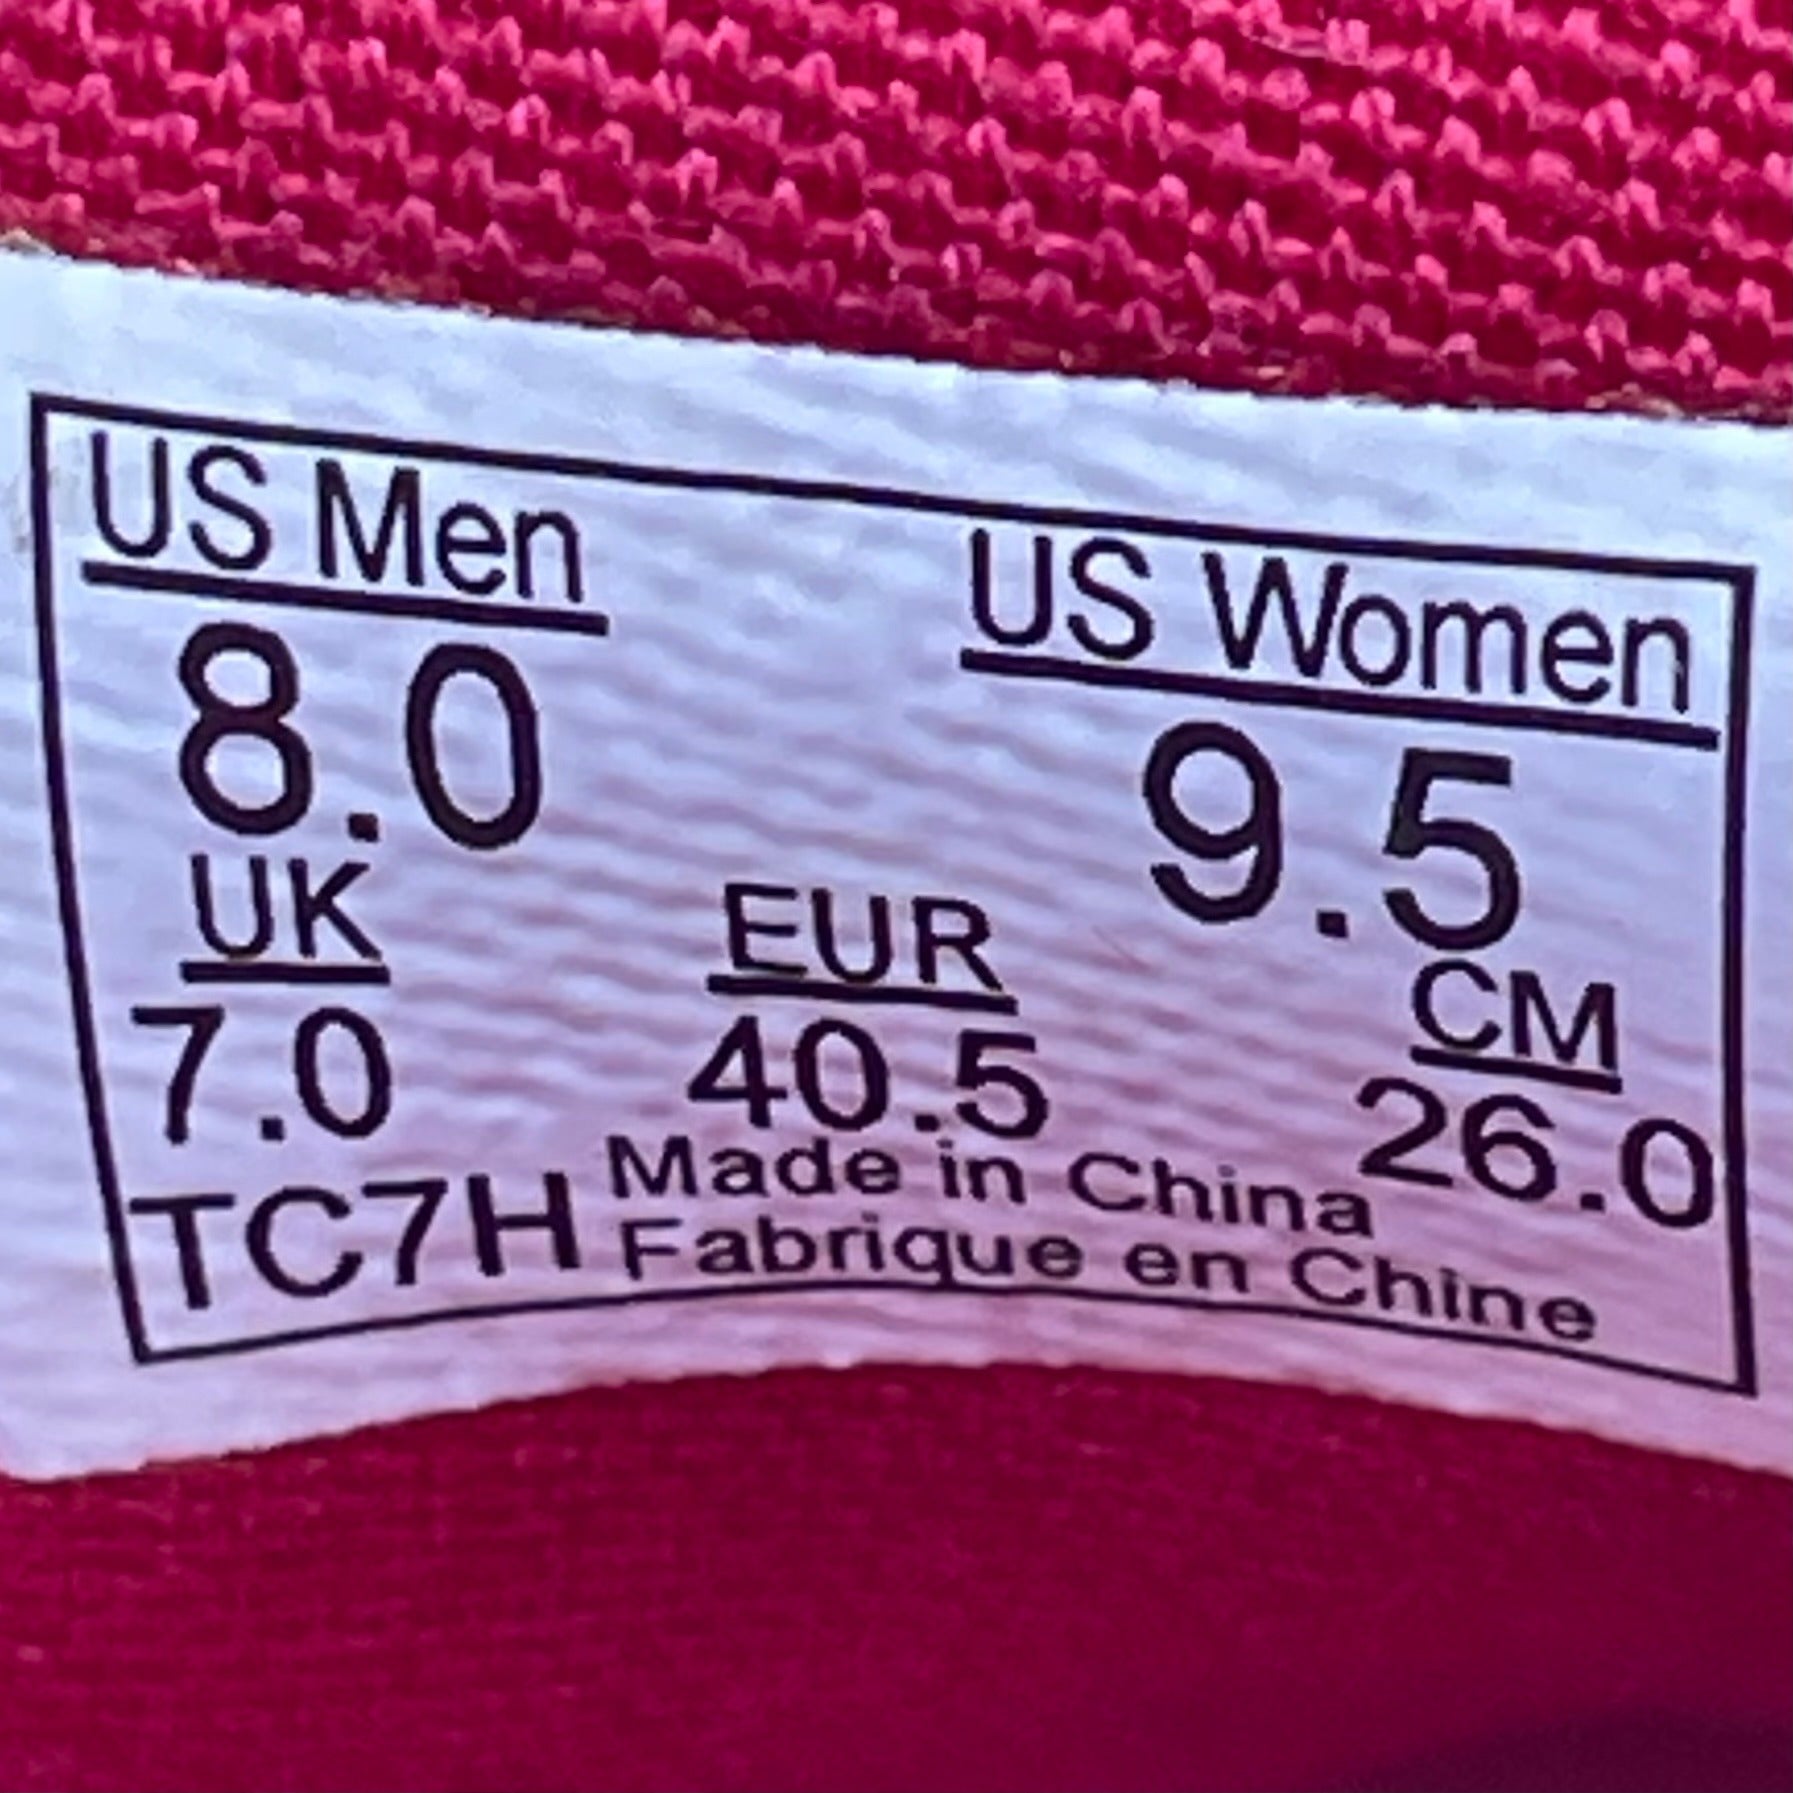 US Men US Women
8.0 9.5
UK EUR CM
7.0 40.5 26.0
TC7H Made in China
Fabrique en Chine